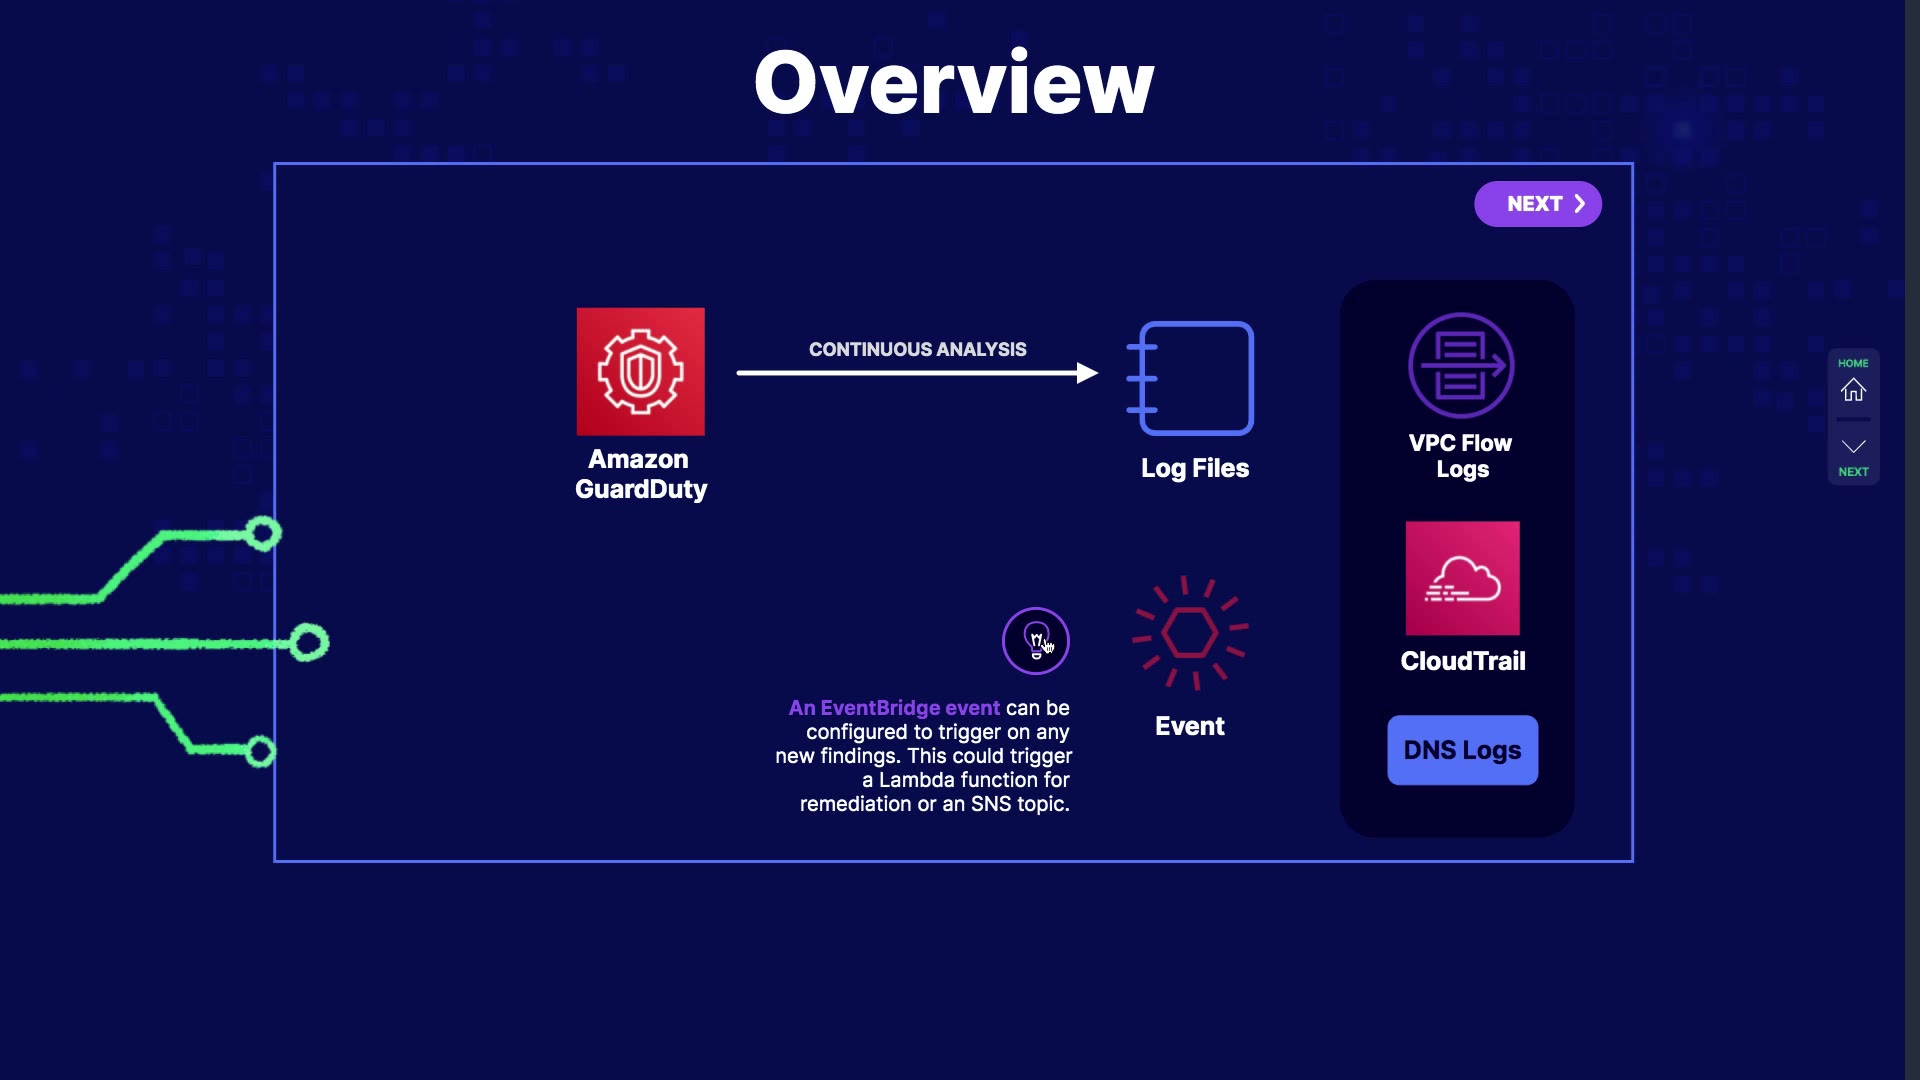 Overview
NEXT
CONTINUOUS ANALYSIS
Amazon
GuardDuty
Log Files
VPC Flow
Logs
CloudTrail
DNS Logs
An EventBridge event can be
configured to trigger on any
new findings. This could trigger
a Lambda function for
remediation or an SNS topic.
Event
HOME
NEXT